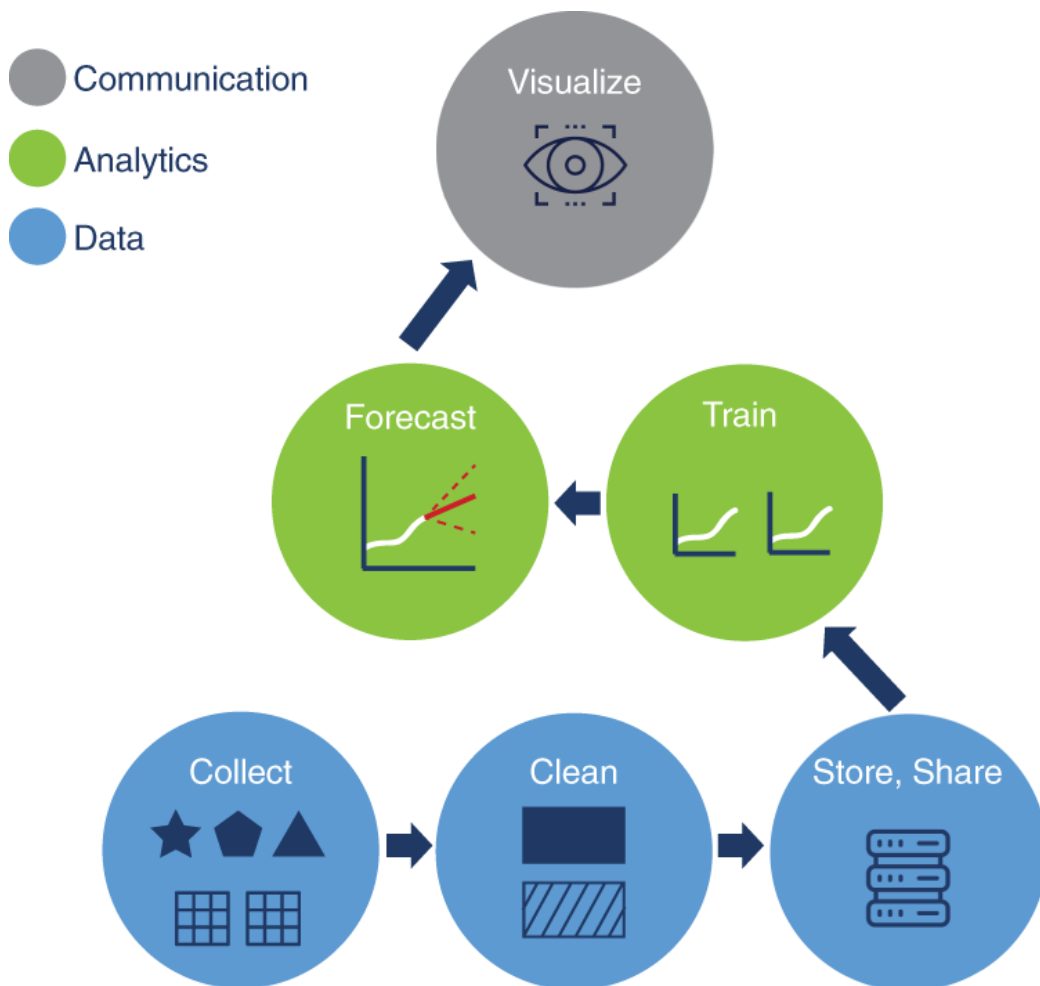 Communication
Analytics
Data
Visualize
Forecast
Train
Collect
Clean
Store, Share